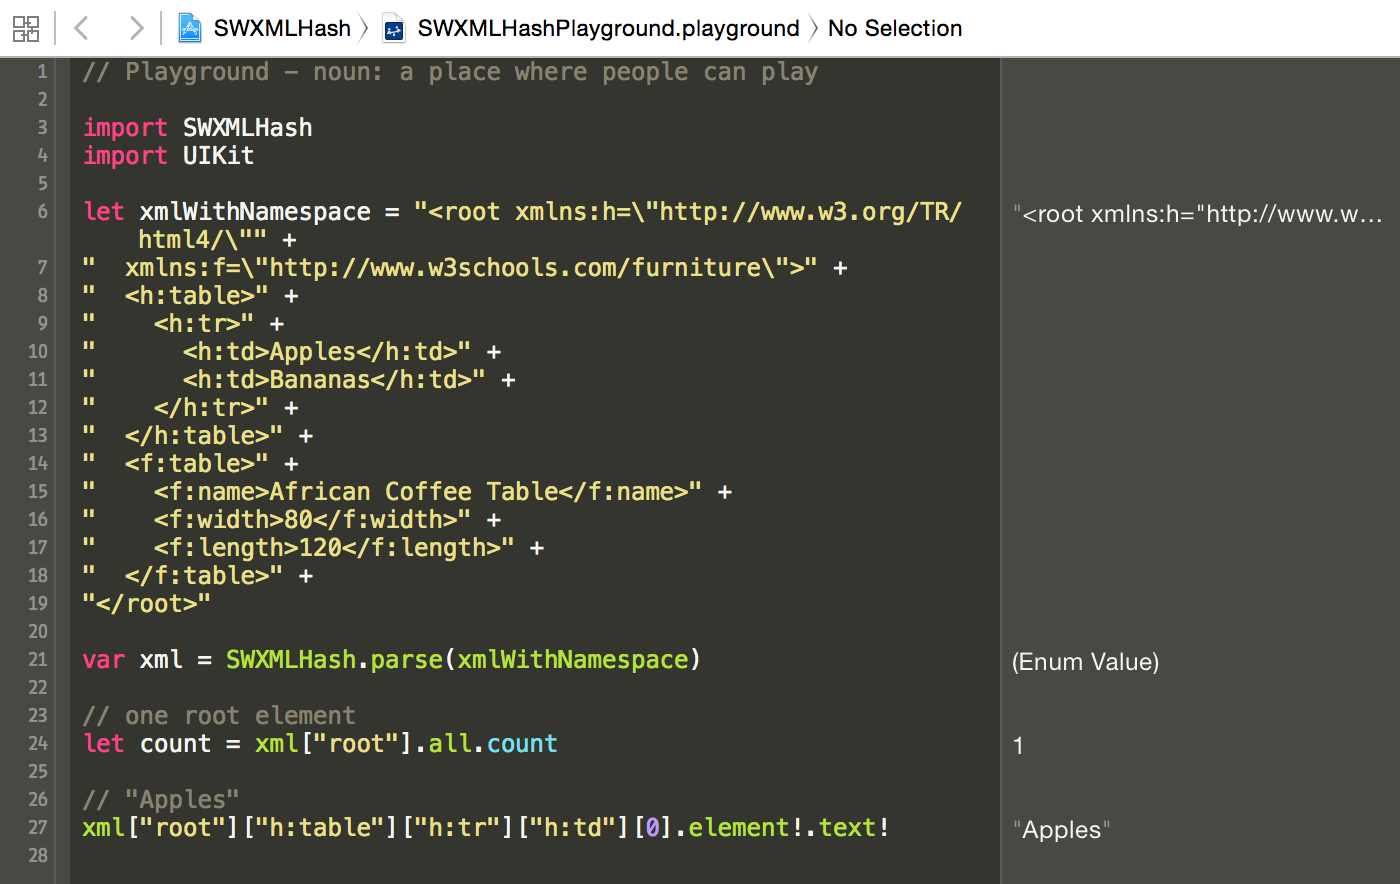 SWXMLHash SWXMLHashPlayground.playground No Selection
1 // Playground – noun: a place where people can play
2
3 import SWXMLHash
4 import UIKit
5
6 let xmlWithNamespace = "<root xmlns:h=\"http://www.w3.org/TR/ "<root xmlns:h="http://www.w...
html4/\"" +
7 "  xmlns:f=\"http://www.w3schools.com/furniture\">" +
8 "  <h:table>" +
9 "    <h:tr>" +
10 "      <h:td>Apples</h:td>" +
11 "      <h:td>Bananas</h:td>" +
12 "    </h:tr>" +
13 "  </h:table>" +
14 "  <f:table>" +
15 "    <f:name>African Coffee Table</f:name>" +
16 "    <f:width>80</f:width>" +
17 "    <f:length>120</f:length>" +
18 "  </f:table>" +
19 "</root>"
20
21 var xml = SWXMLHash.parse(xmlWithNamespace) (Enum Value)
22
23 // one root element
24 let count = xml["root"].all.count 1
25
26 // "Apples"
27 xml["root"]["h:table"]["h:tr"]["h:td"][0].element!.text! "Apples"
28